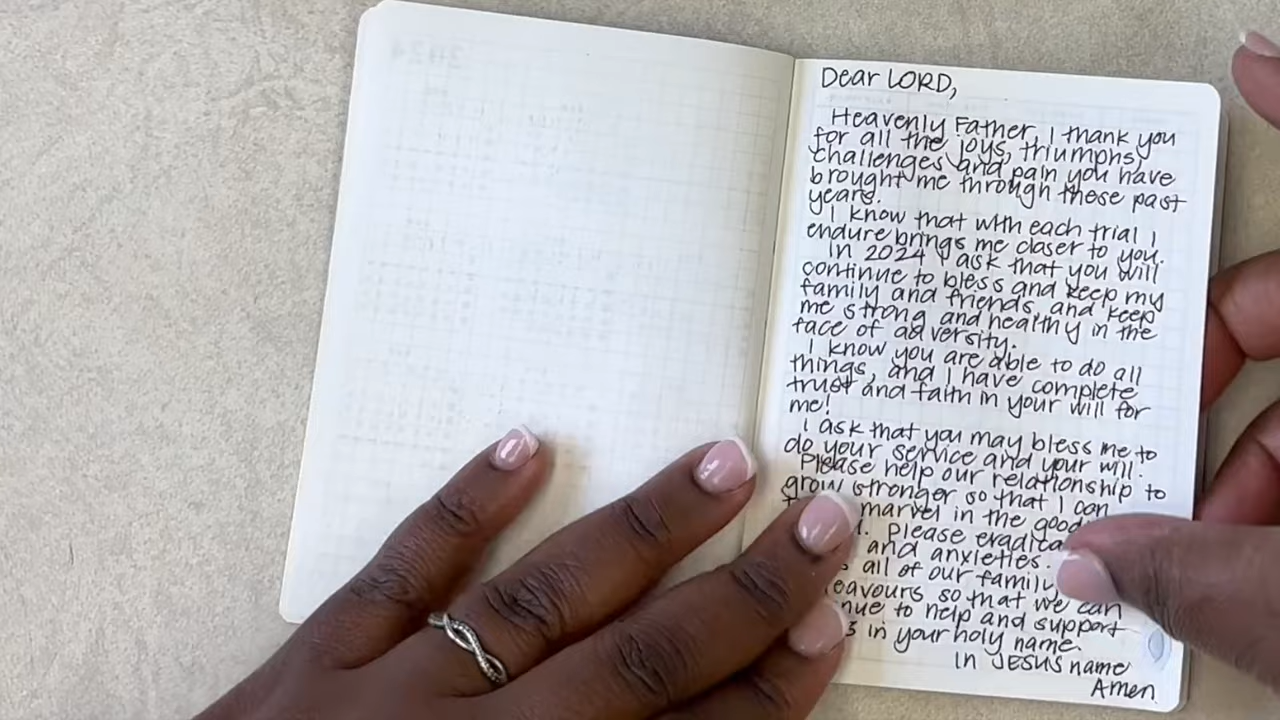 Dear LORD,
Heavenly Father, I thank you
for all the joys, triumphs,
challenges and pain you have
brought me through these past
years.
I know that with each trial I
endure brings me closer to you.
In 2024 I ask that you will
continue to bless and keep my
family and friends, and keep
me strong and healthy in the
face of adversity.
I know you are able to do all
things, and I have complete
trust and faith in your will for
me!
I ask that you may bless me to
do your service and your will.
Please help our relationship to
grow stronger so that I can
marvel in the
Please
and anxieties.
all of our family
so that we can
to help and support
in your holy name.
in JESUS name
Amen